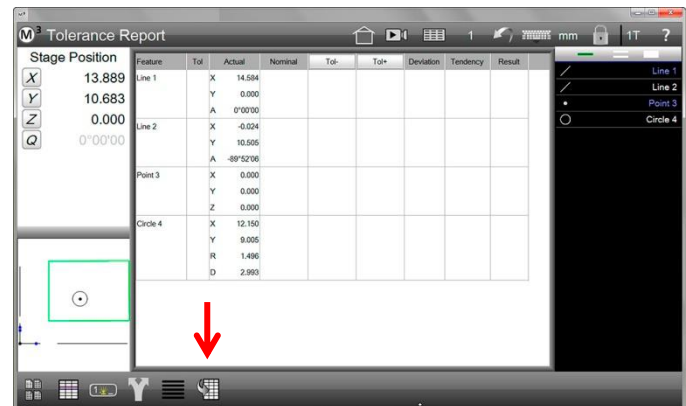 M³ Tolerance Report 1 mm 1T ?
Stage Position
X 13.889
Y 10.683
Z 0.000
Q 0°00'00
Feature Tol Actual Nominal Tol- Tol+ Deviation Tendency Result
Line 1 X 14.584
Y 0.000
A 0°00'00
Line 2 X -0.024
Y 10.505
A -89°52'06
Point 3 X 0.000
Y 0.000
Z 0.000
Circle 4 X 12.150
Y 9.005
R 1.496
D 2.993
Line 1
Line 2
Point 3
Circle 4